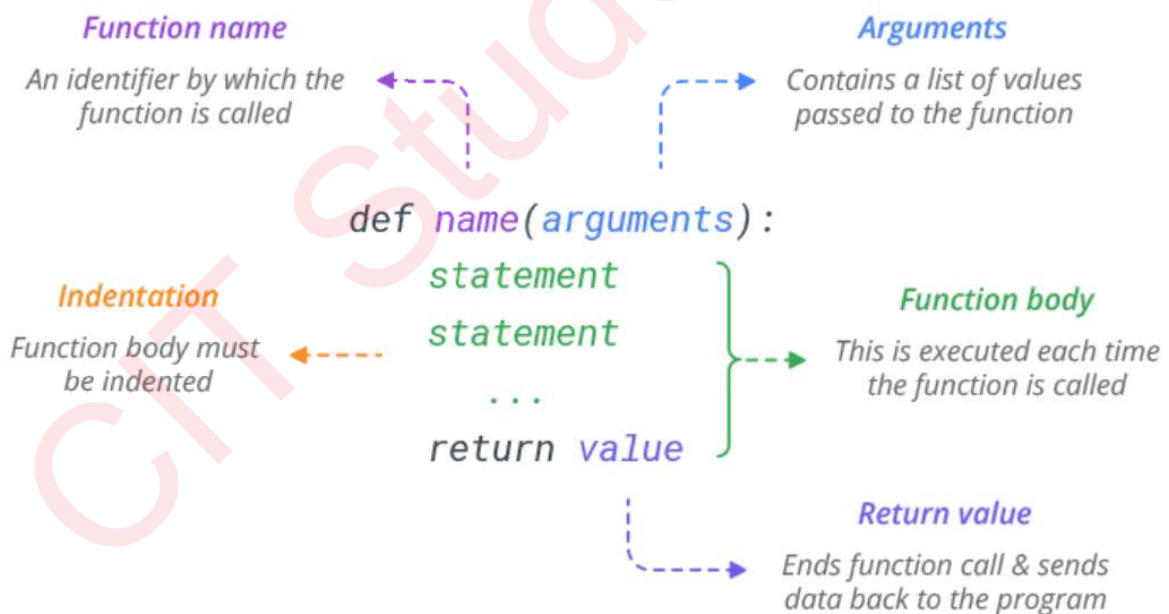 Function name
An identifier by which the
function is called
Arguments
Contains a list of values
passed to the function
def name(arguments):
statement
statement
...
return value
Indentation
Function body must
be indented
Function body
This is executed each time
the function is called
Return value
Ends function call & sends
data back to the program
CIT Stud